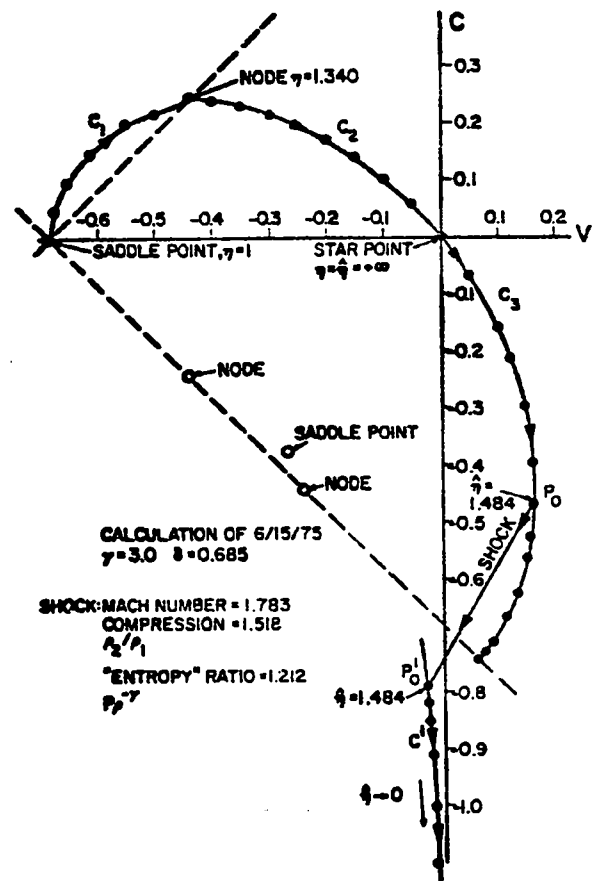 C
0.3
NODE η=1.340
0.2
C₁
C₂
0.1
-0.6 -0.5 -0.4 -0.3 -0.2 -0.1
0.1 0.2
V
SADDLE POINT, η=1
STAR POINT
η=η̂=+∞
-0.1
C₃
-0.2
-0.3
NODE
SADDLE POINT
-0.4
NODE
η̂=
1.484
P₀
-0.5
SHOCK
CALCULATION OF 6/15/75
γ=3.0 δ=0.685
-0.6
SHOCK: MACH NUMBER = 1.783
COMPRESSION = 1.518
ρ₂/ρ₁
"ENTROPY" RATIO = 1.212
Pρ⁻ᵞ
P₀¹
η̂=1.484
-0.8
C¹
-0.9
η̂→0
-1.0